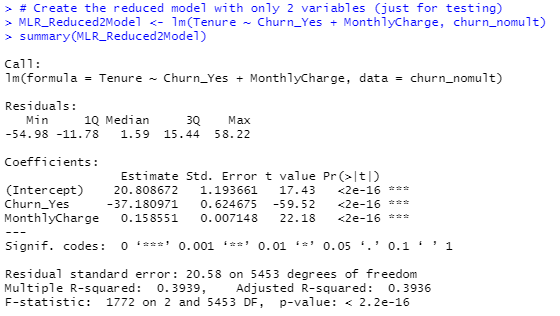 > # Create the reduced model with only 2 variables (just for testing)
> MLR_Reduced2Model <- lm(Tenure ~ Churn_Yes + MonthlyCharge, churn_nomult)
> summary(MLR_Reduced2Model)
Call:
lm(formula = Tenure ~ Churn_Yes + MonthlyCharge, data = churn_nomult)
Residuals:
Min 1Q Median 3Q Max
-54.98 -11.78 1.59 15.44 58.22
Coefficients:
Estimate Std. Error t value Pr(>|t|)
(Intercept) 20.808672 1.193661 17.43 <2e-16 ***
Churn_Yes -37.180971 0.624675 -59.52 <2e-16 ***
MonthlyCharge 0.158551 0.007148 22.18 <2e-16 ***
---
Signif. codes: 0 ‘***’ 0.001 ‘**’ 0.01 ‘*’ 0.05 ‘.’ 0.1 ‘ ’ 1
Residual standard error: 20.58 on 5453 degrees of freedom
Multiple R-squared: 0.3939, Adjusted R-squared: 0.3936
F-statistic: 1772 on 2 and 5453 DF, p-value: < 2.2e-16